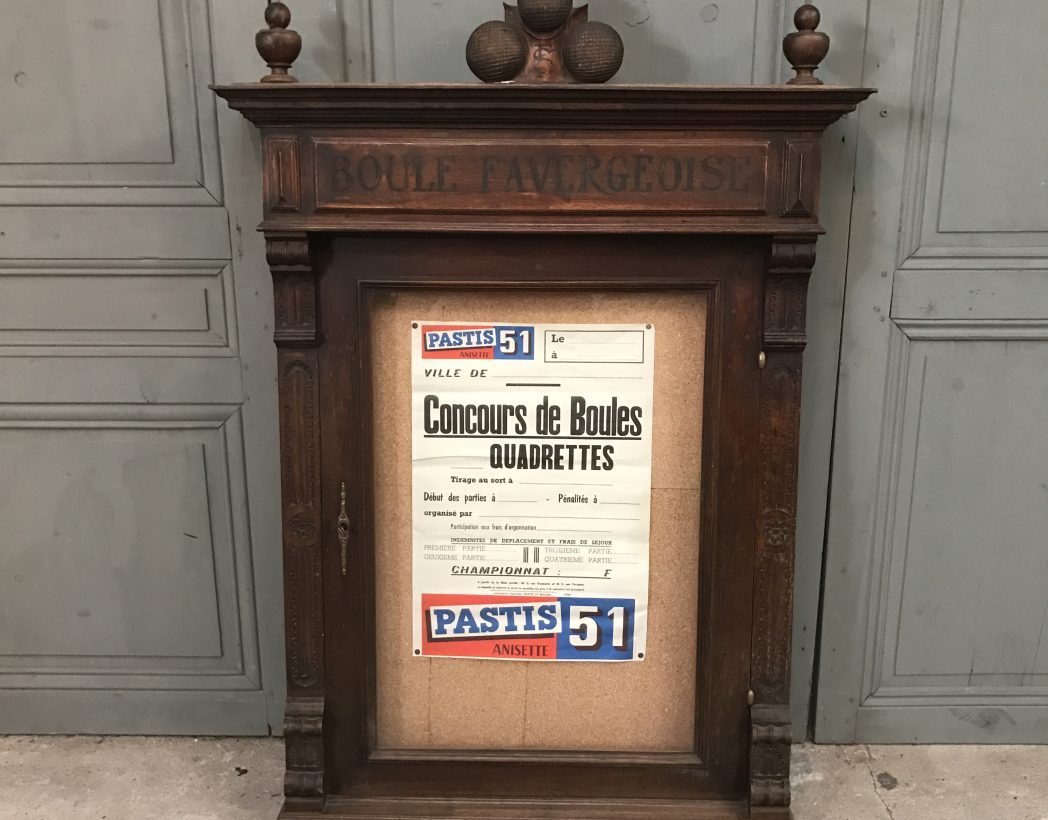 BOULE FAVERGEOISE
PASTIS 51
ANISETTE
Le
à
VILLE DE
Concours de Boules
QUADRETTES
Tirage au sort à
Début des parties à - Pénalités à
organisé par
Participation aux frais d'organisation
INDEMNITES DE DEPLACEMENT ET FRAIS DE SEJOUR
PREMIERE PARTIE TROISIEME PARTIE
DEUXIEME PARTIE QUATRIEME PARTIE
CHAMPIONNAT : F
PASTIS 51
ANISETTE